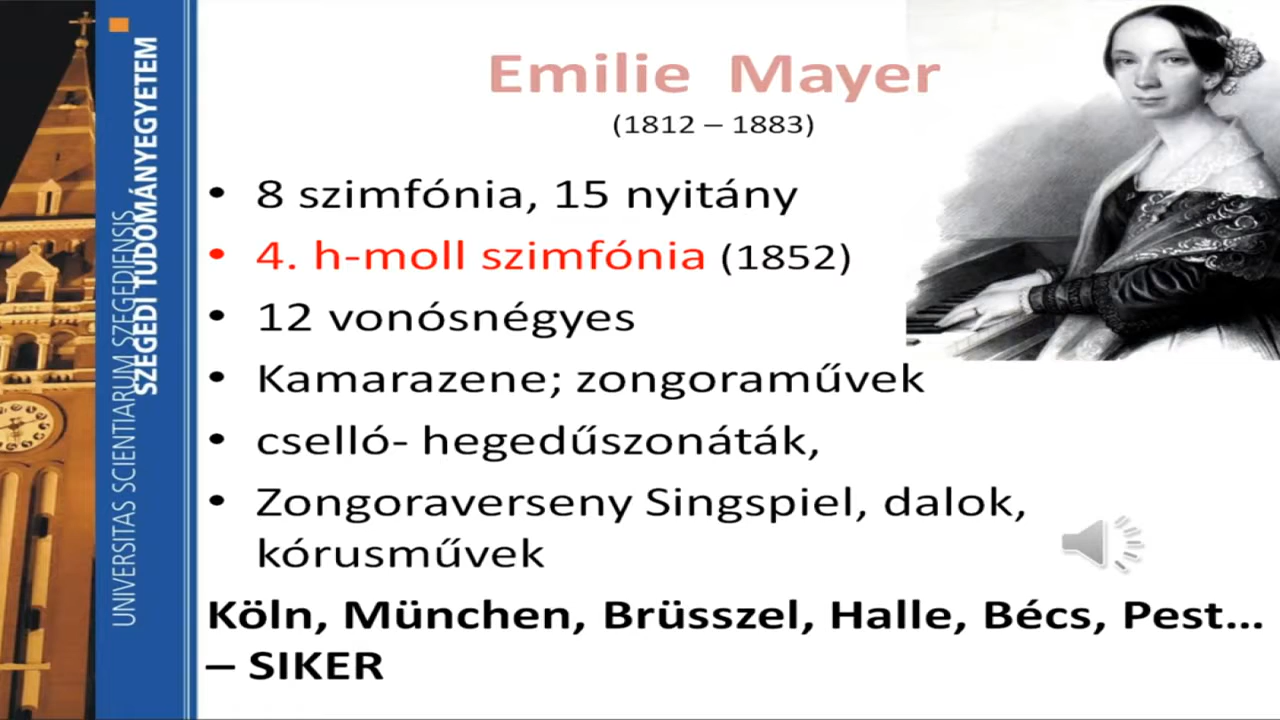 UNIVERSITAS SCIENTIARUM SZEGEDIENSIS
SZEGEDI TUDOMÁNYEGYETEM
Emilie Mayer
(1812 – 1883)
• 8 szimfónia, 15 nyitány
• 4. h-moll szimfónia (1852)
• 12 vonósnégyes
• Kamarazene; zongoraművek
• cselló- hegedűszonáták,
• Zongoraverseny Singspiel, dalok,
kórusművek
Köln, München, Brüsszel, Halle, Bécs, Pest...
– SIKER